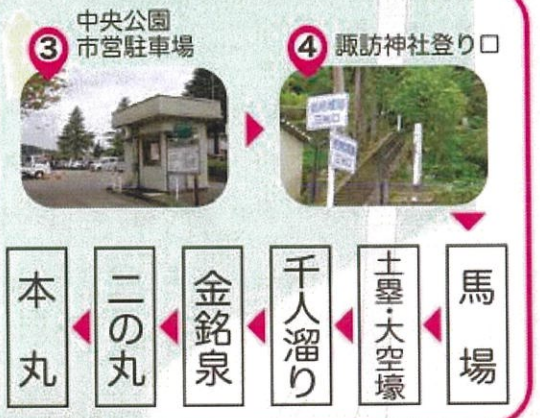 ③ 中央公園
市営駐車場
④ 諏訪神社登り口
馬場
土塁・大空壕
千人溜り
金銘泉
二の丸
本丸